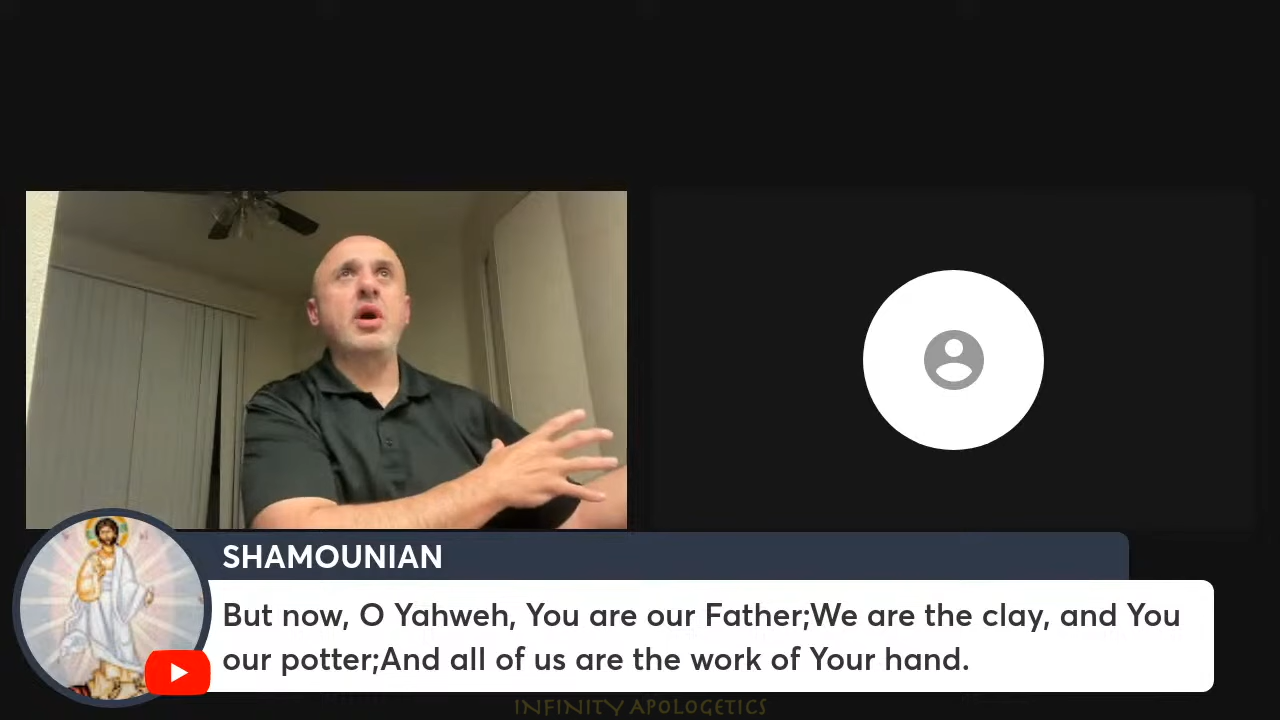 SHAMOUNIAN
But now, O Yahweh, You are our Father;We are the clay, and You
our potter;And all of us are the work of Your hand.
INFINITY APOLOGETICS